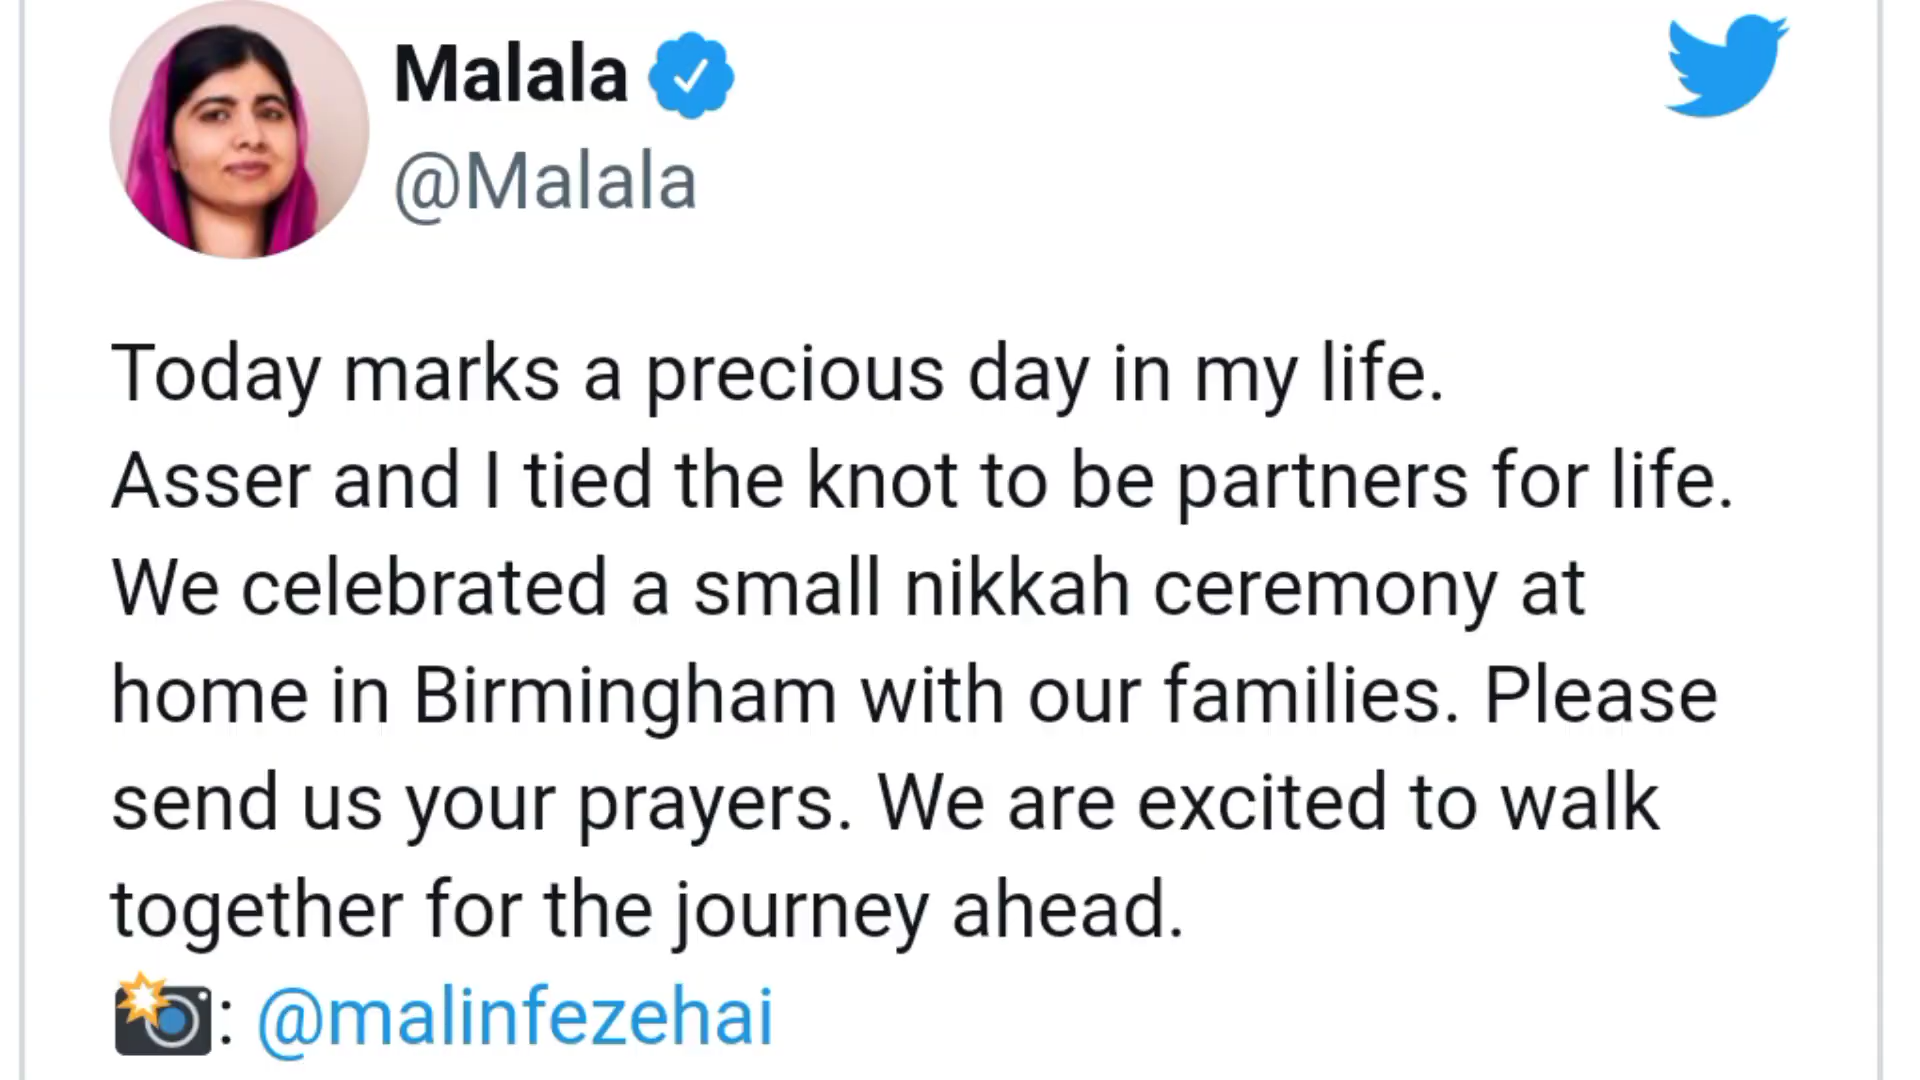 Malala
@Malala
Today marks a precious day in my life.
Asser and I tied the knot to be partners for life.
We celebrated a small nikkah ceremony at
home in Birmingham with our families. Please
send us your prayers. We are excited to walk
together for the journey ahead.
📸: @malinfezehai